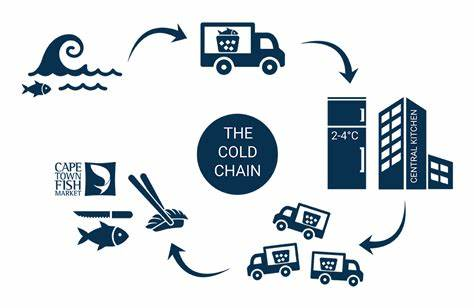 THE
COLD
CHAIN
2-4°C
CENTRAL KITCHEN
CAPE
TOWN
FISH
MARKET